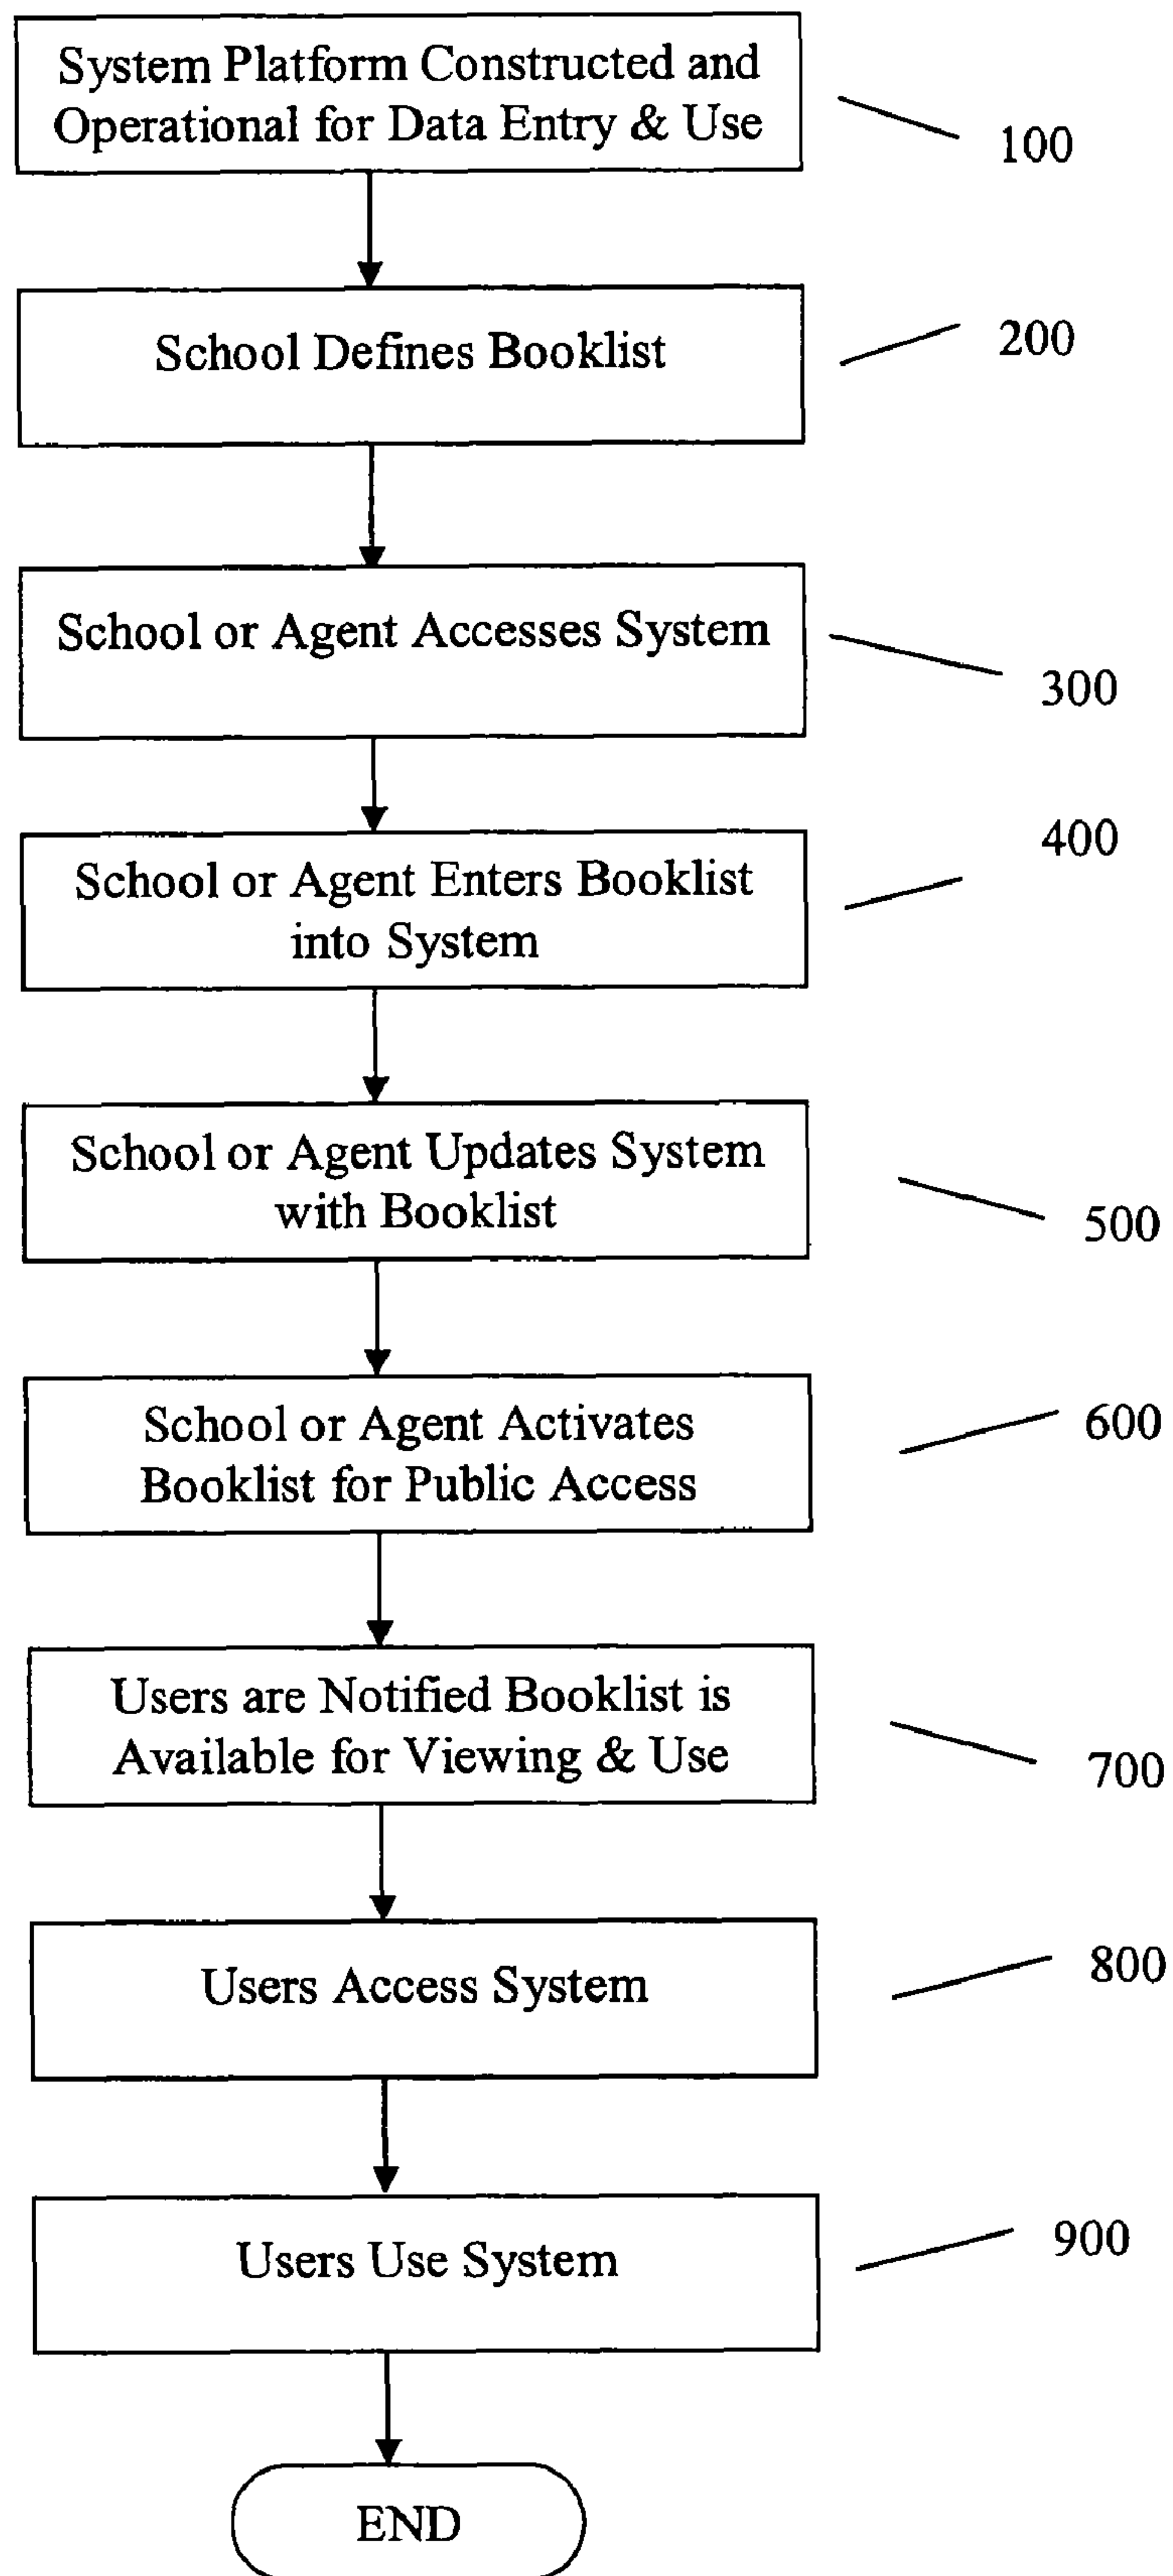 System Platform Constructed and
Operational for Data Entry & Use
100
School Defines Booklist
200
School or Agent Accesses System
300
School or Agent Enters Booklist
into System
400
School or Agent Updates System
with Booklist
500
School or Agent Activates
Booklist for Public Access
600
Users are Notified Booklist is
Available for Viewing & Use
700
Users Access System
800
Users Use System
900
END